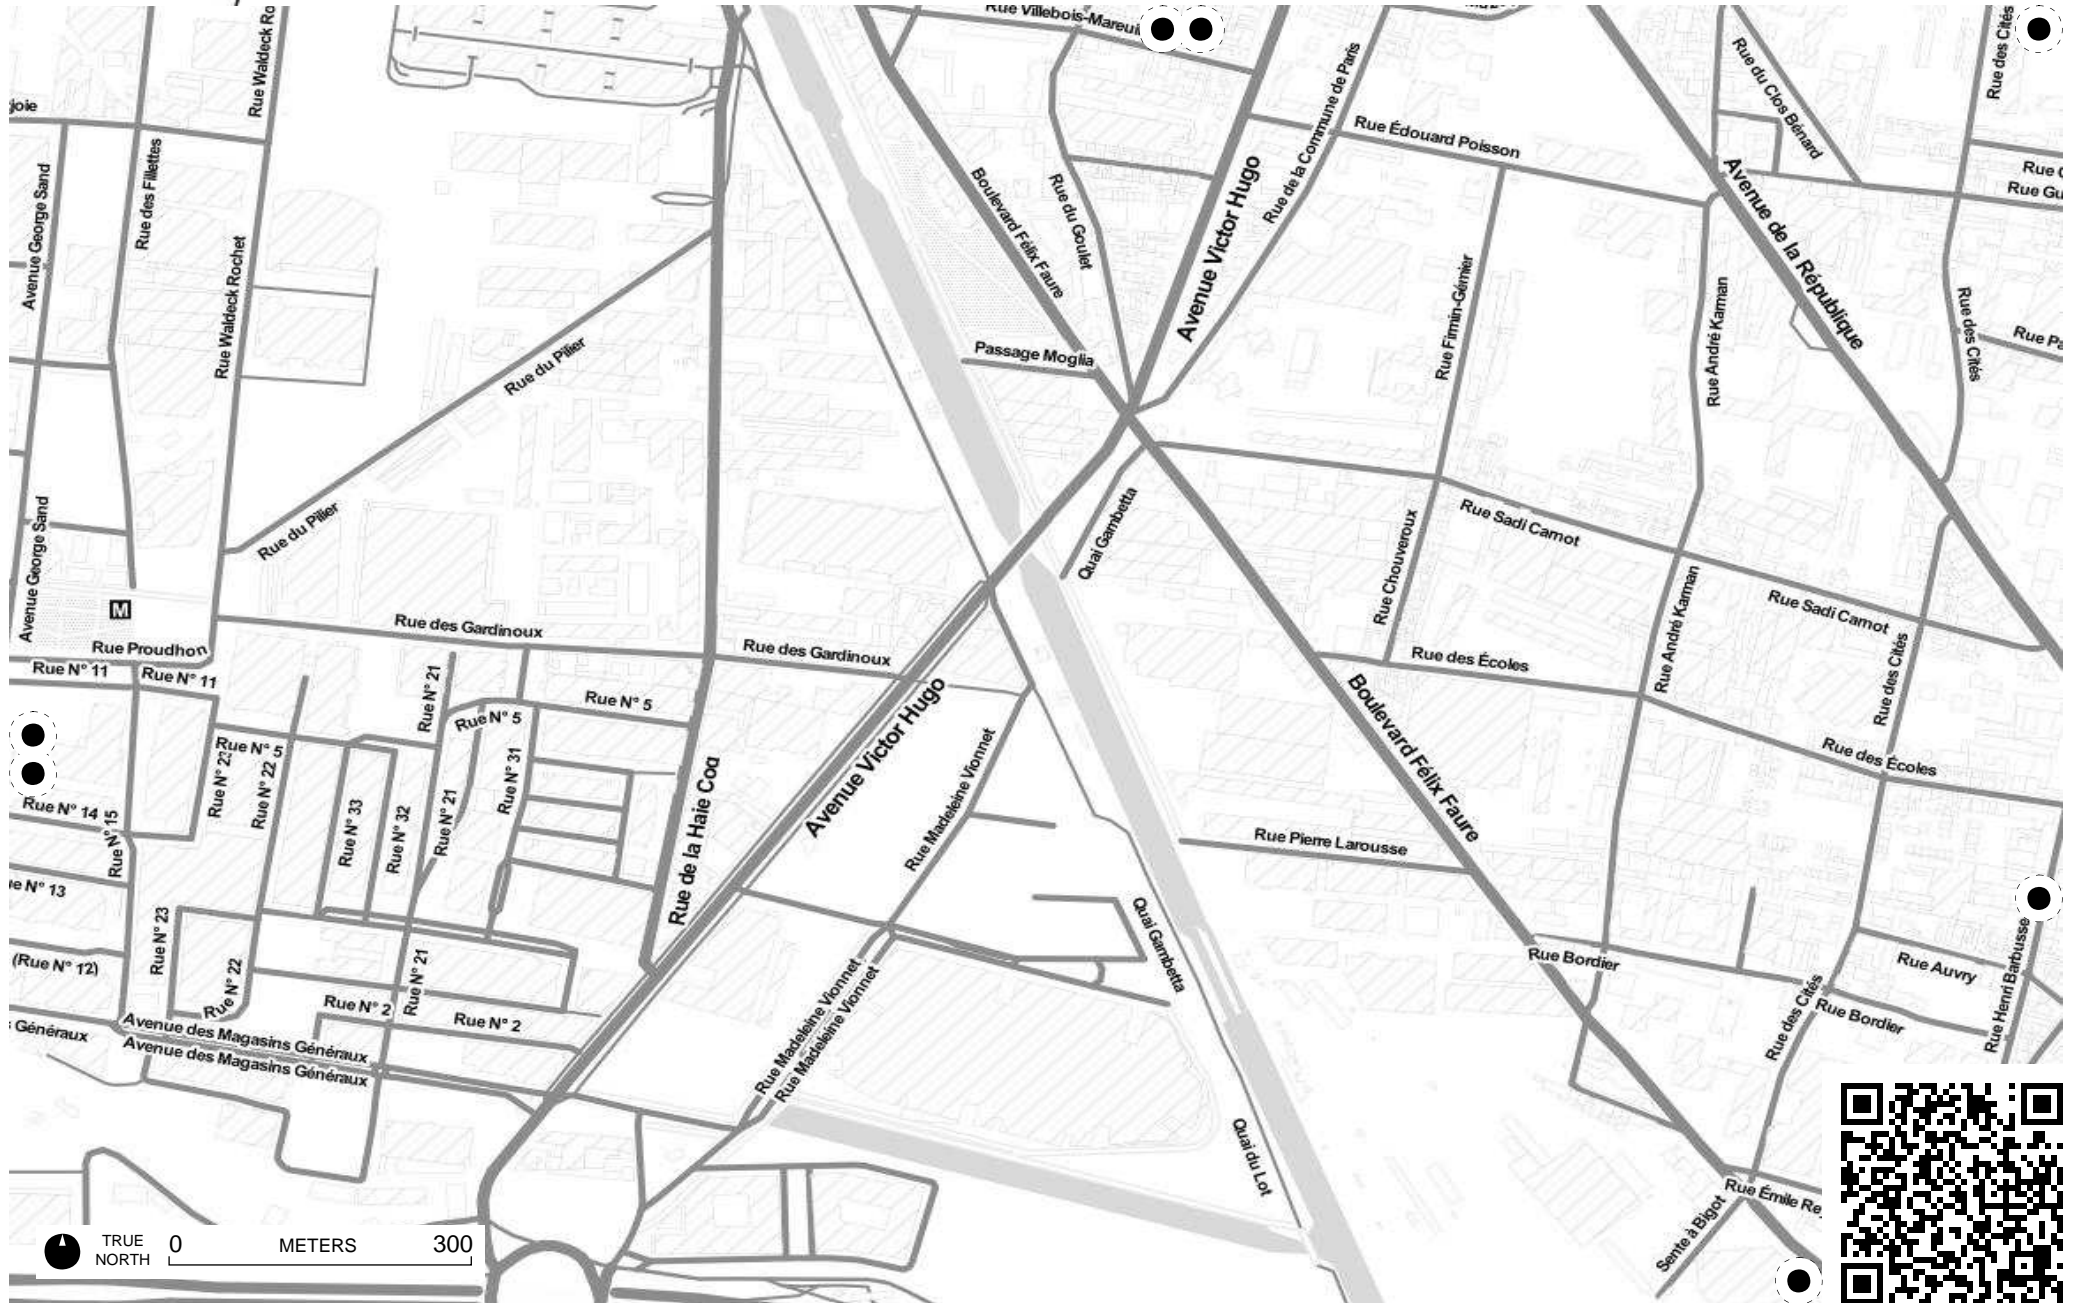 Rue Villebois-Mareuil
Rue Waldeck Ro
Rue des Cités
Rue du Clos Bénard
joie
Rue de la Commune de Paris
Rue Édouard Poisson
Rue des Fillettes
Avenue George Sand
Boulevard Félix Faure
Rue du Goulet
Avenue Victor Hugo
Avenue de la République
Rue Gu
Rue Waldeck Rochet
Rue Firmin-Gémier
Rue André Karman
Rue des Cités
Rue Pa
Passage Moglia
Rue du Pilier
Rue du Pilier
Avenue George Sand
Quai Gambetta
Rue Chouveroux
Rue Sadi Carnot
Rue Sadi Carnot
Rue André Karman
Rue des Cités
M
Rue Proudhon
Rue des Gardinoux
Rue des Gardinoux
Rue des Écoles
Rue des Écoles
Rue N° 11
Rue N° 11
Rue N° 21
Rue N° 5
Rue N° 5
Rue N° 5
Avenue Victor Hugo
Boulevard Félix Faure
Rue N° 23
Rue N° 22
Rue N° 31
Rue N° 33
Rue N° 32
Rue N° 21
Rue de la Haie Coq
Rue Madeleine Vionnet
Rue Pierre Larousse
Rue N° 14
Rue N° 15
ue N° 13
Rue N° 23
Rue N° 22
Rue N° 21
(Rue N° 12)
Rue N° 2
Rue N° 2
Quai Gambetta
Rue Bordier
Rue Auvry
Rue Henri Barbusse
Rue des Cités
Rue Bordier
Rue Madeleine Vionnet
Rue Madeleine Vionnet
Généraux
Avenue des Magasins Généraux
Avenue des Magasins Généraux
Quai du Lot
Rue Émile Re
Sente à Bigot
TRUE NORTH
0 METERS 300